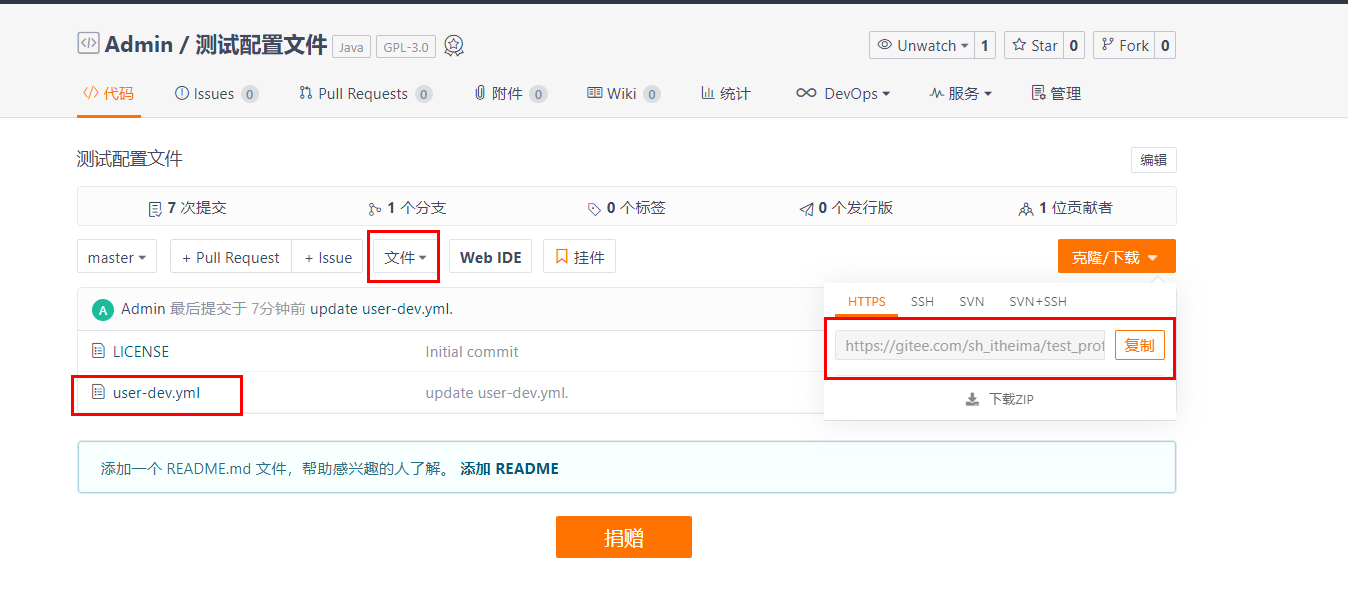 Admin / 测试配置文件 Java GPL-3.0
Unwatch 1 Star 0 Fork 0
代码 Issues 0 Pull Requests 0 附件 0 Wiki 0 统计 DevOps 服务 管理
测试配置文件 编辑
7 次提交 1 个分支 0 个标签 0 个发行版 1 位贡献者
master + Pull Request + Issue 文件 Web IDE 挂件 克隆/下载
A Admin 最后提交于 7分钟前 update user-dev.yml.
HTTPS SSH SVN SVN+SSH
https://gitee.com/sh_itheima/test_prof 复制
LICENSE Initial commit
user-dev.yml update user-dev.yml.
下载ZIP
添加一个 README.md 文件，帮助感兴趣的人了解。 添加 README
捐赠